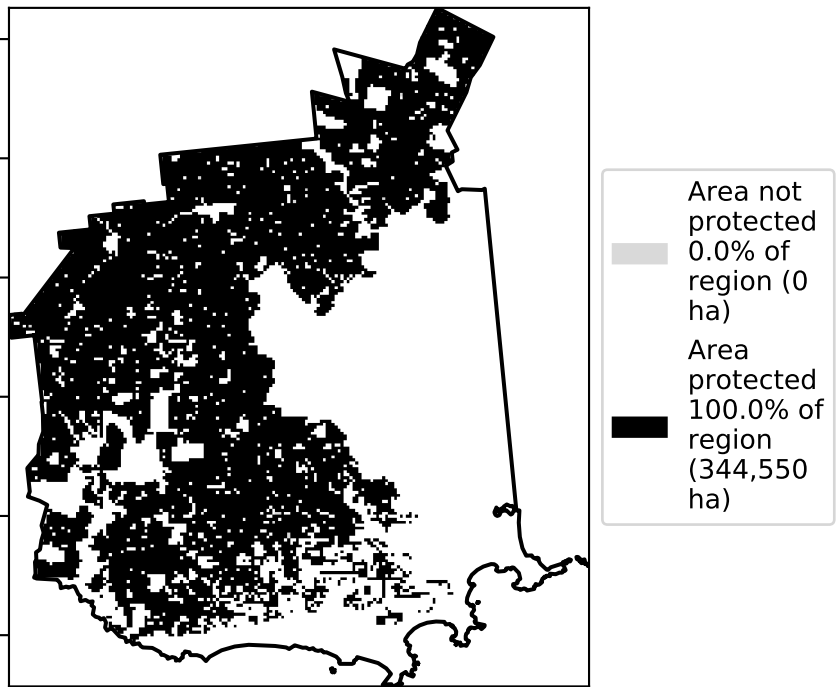 Area not
protected
0.0% of
region (0
ha)
Area
protected
100.0% of
region
(344,550
ha)